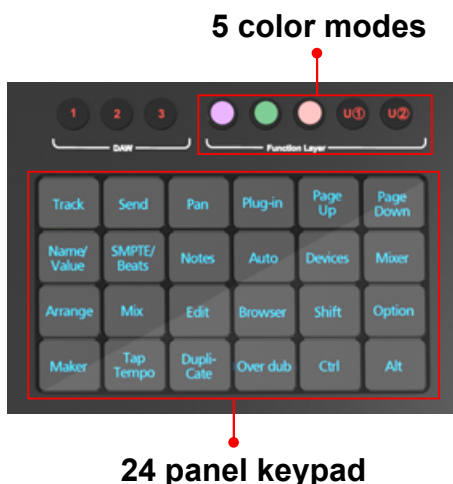 5 color modes
1 2 3 U① U②
DAW Function Layer
Track Send Pan Plug-in Page Up Page Down
Name/Value SMPTE/Beats Notes Auto Devices Mixer
Arrange Mix Edit Browser Shift Option
Maker Tap Tempo Dupli-Cate Over dub Ctrl Alt
24 panel keypad